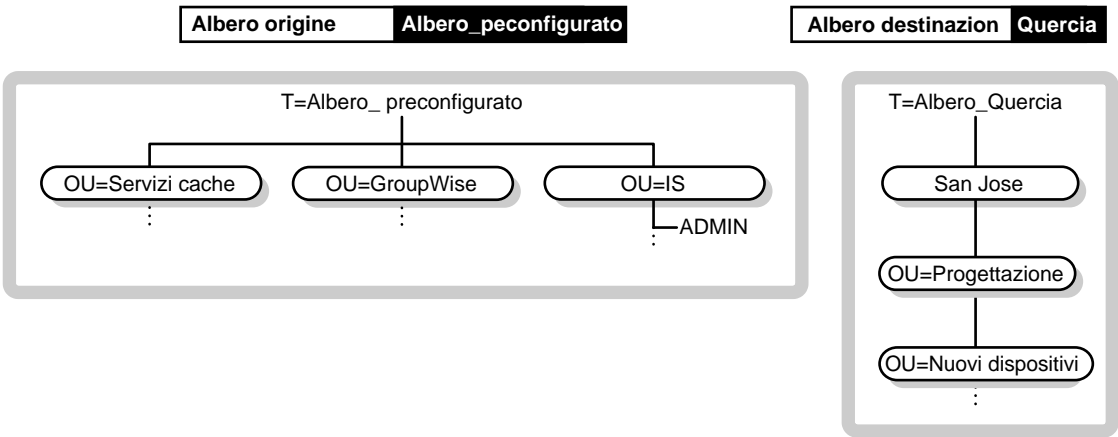 Albero origine Albero_peconfigurato
Albero destinazion Quercia
T=Albero_ preconfigurato
OU=Servizi cache
OU=GroupWise
OU=IS
ADMIN
T=Albero_Quercia
San Jose
OU=Progettazione
OU=Nuovi dispositivi